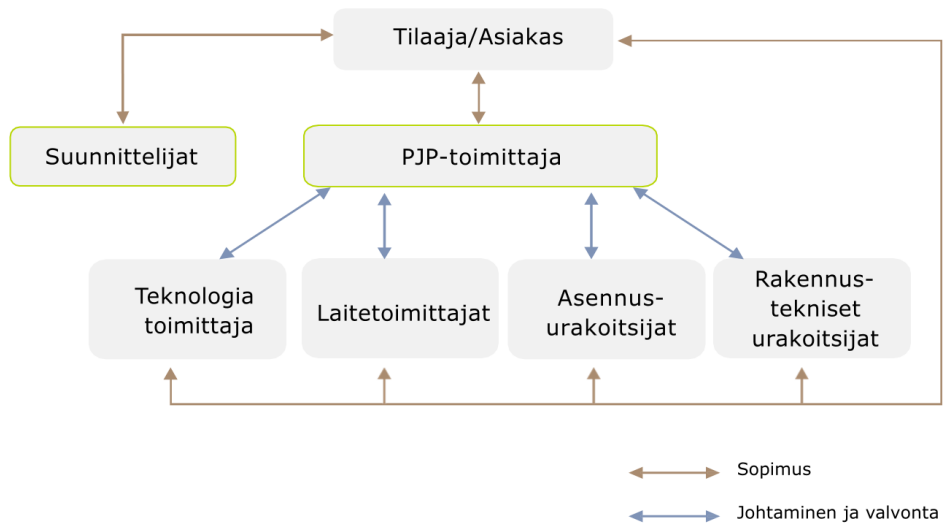 Tilaaja/Asiakas
Suunnittelijat
PJP-toimittaja
Teknologia
toimittaja
Laitetoimittajat
Asennus-
urakoitsijat
Rakennus-
tekniset
urakoitsijat
Sopimus
Johtaminen ja valvonta